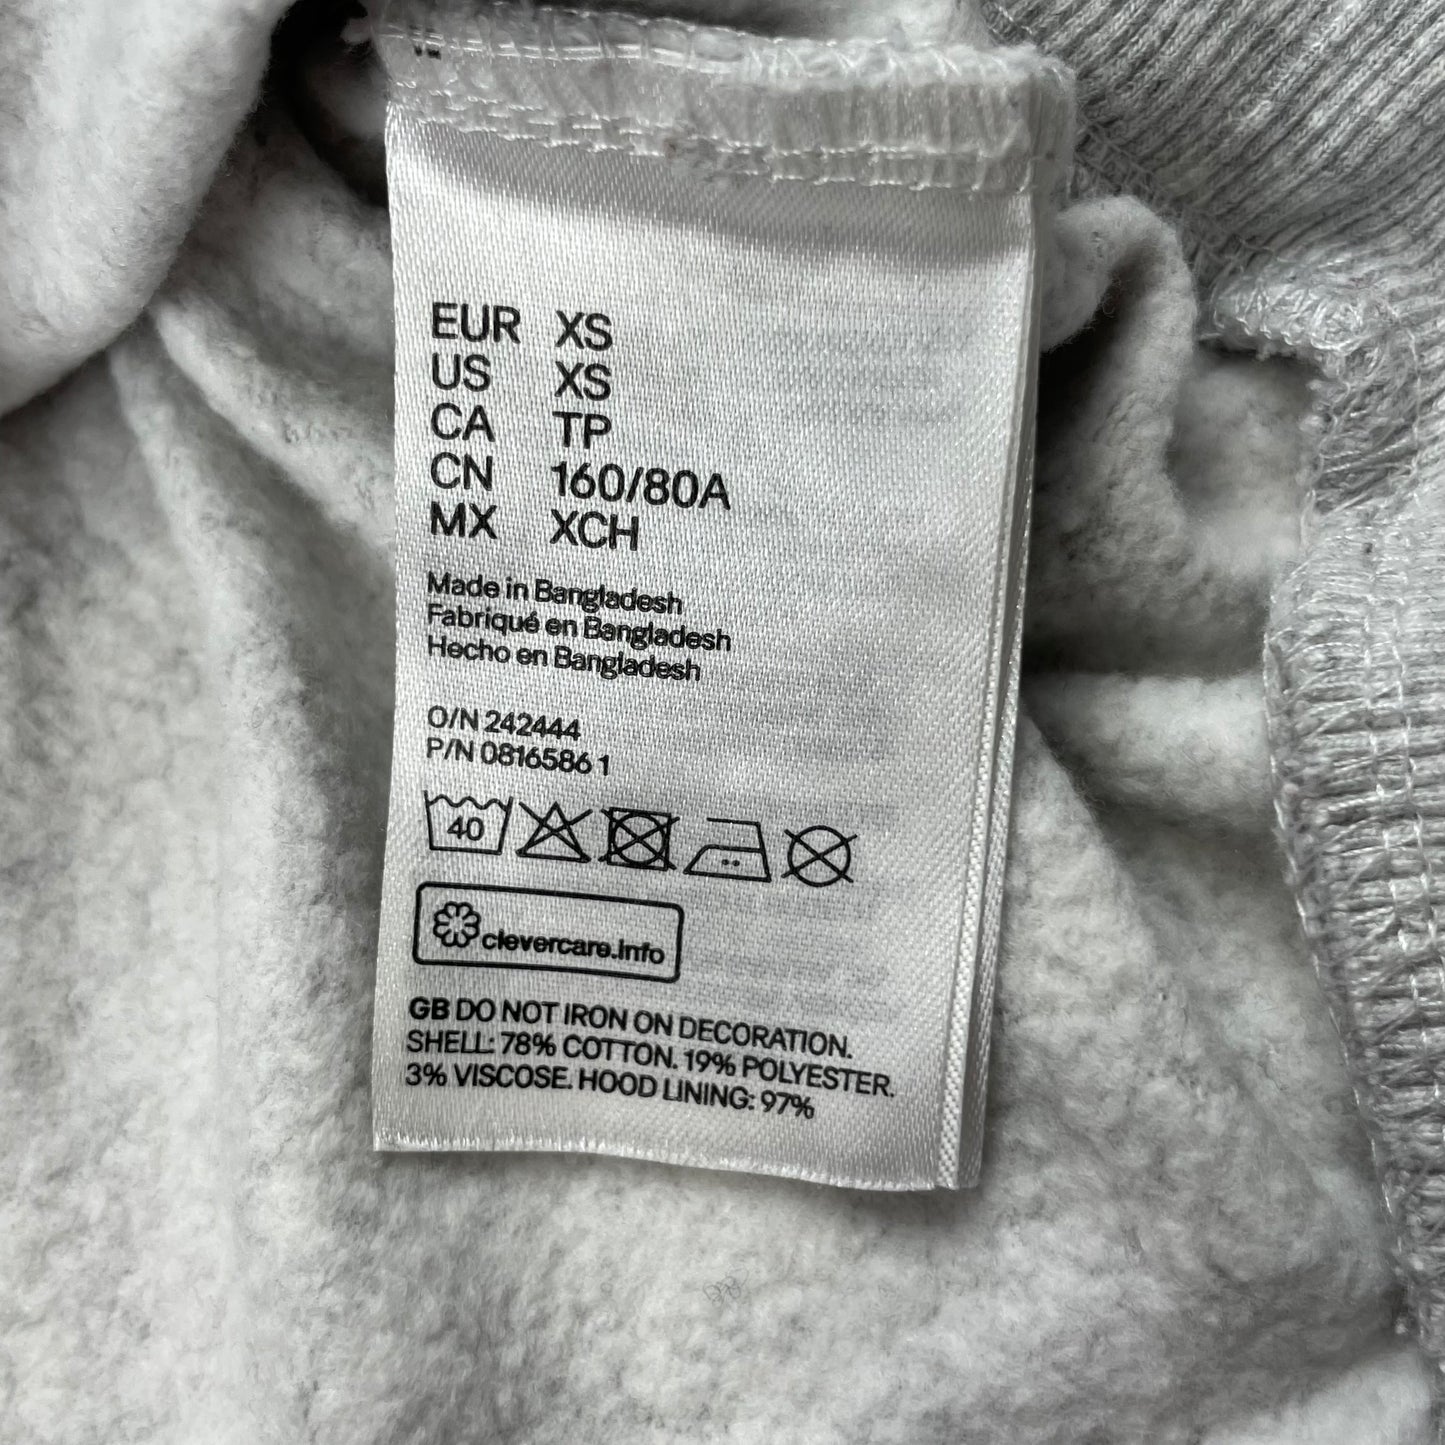 EUR XS
US XS
CA TP
CN 160/80A
MX XCH
Made in Bangladesh
Fabriqué en Bangladesh
Hecho en Bangladesh
O/N 242444
P/N 08165861
40
clevercare.info
GB DO NOT IRON ON DECORATION.
SHELL: 78% COTTON. 19% POLYESTER.
3% VISCOSE. HOOD LINING: 97%